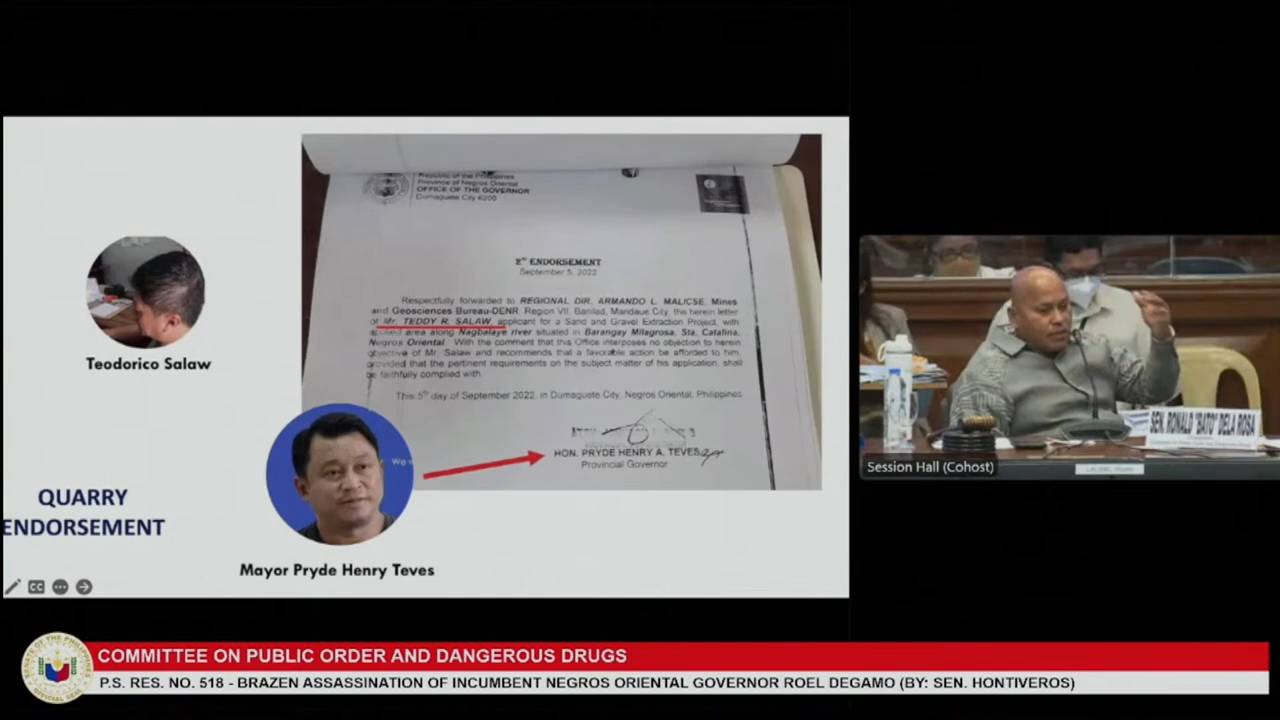 Republic of the Philippines
Province of Negros Oriental
OFFICE OF THE GOVERNOR
Dumaguete City 6200
2ⁿᵈ ENDORSEMENT
September 5, 2022
Respectfully forwarded to REGIONAL DIR. ARMANDO L. MALICSE, Mines
and Geosciences Bureau-DENR, Region VII, Banilad, Mandaue City, the herein letter
of Mr. TEDDY R. SALAW, applicant for a Sand and Gravel Extraction Project, with
applied area along Nagbalaye river situated in Barangay Milagrosa, Sta. Catalina,
Negros Oriental. With the comment that this Office interposes no objection to herein
objective of Mr. Salaw and recommends that a favorable action be afforded to him,
provided that the pertinent requirements on the subject matter of his application, shall
be faithfully complied with.
This 5ᵗʰ day of September 2022, in Dumaguete City, Negros Oriental, Philippines
HON. PRYDE HENRY A. TEVES
Provincial Governor
Teodorico Salaw
We
QUARRY
ENDORSEMENT
Mayor Pryde Henry Teves
CC
SEN. RONALD "BATO" DELA ROSA
Session Hall (Cohost)
SENATE OF THE PHILIPPINES
COMMITTEE ON PUBLIC ORDER AND DANGEROUS DRUGS
P.S. RES. NO. 518 - BRAZEN ASSASSINATION OF INCUMBENT NEGROS ORIENTAL GOVERNOR ROEL DEGAMO (BY: SEN. HONTIVEROS)